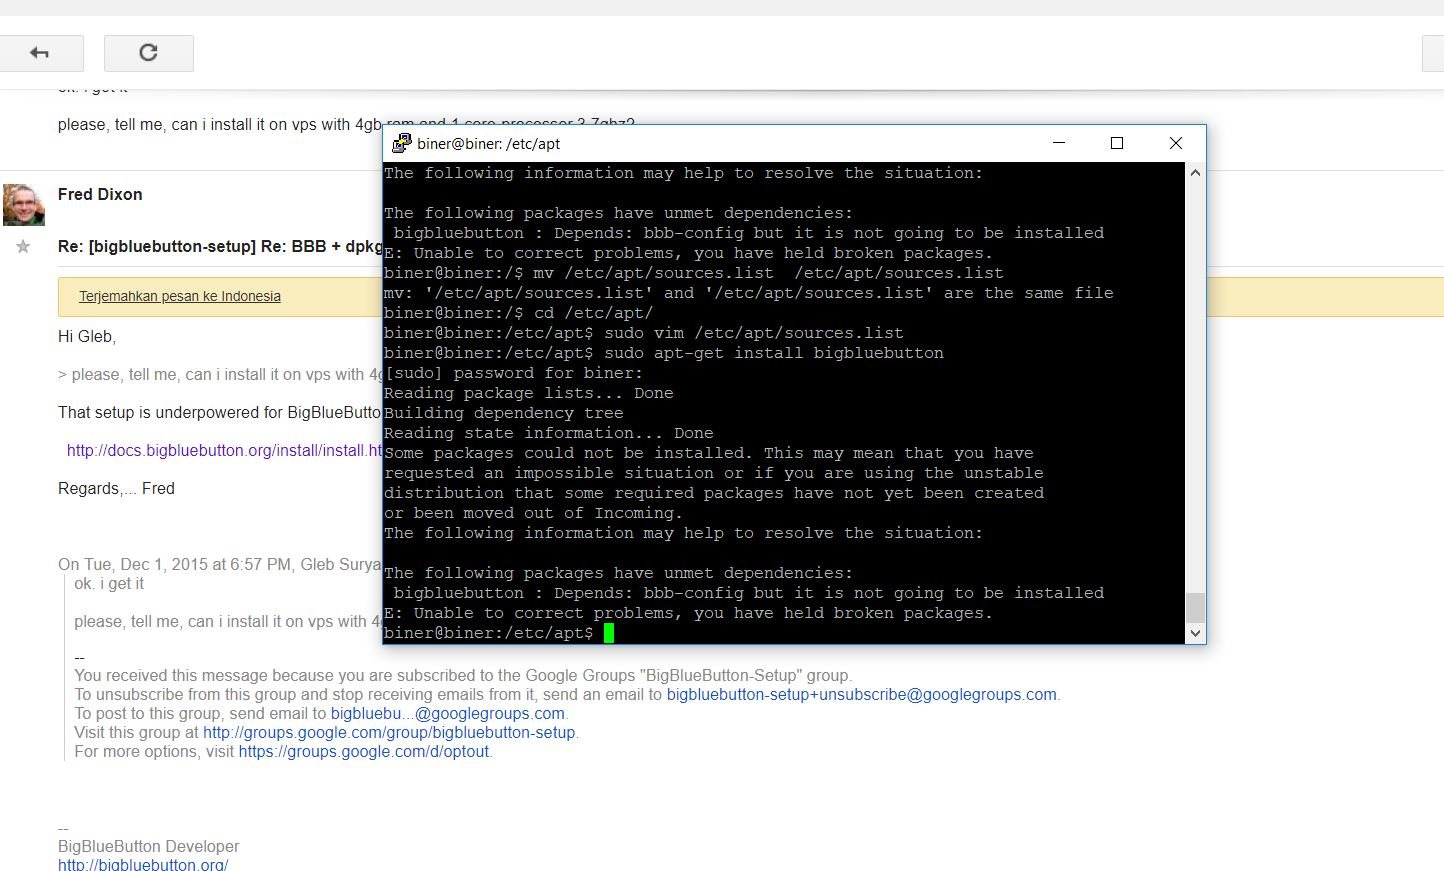 ok. i get it
please, tell me, can i install it on vps with 4gb ram and 1 core processor 3.7ghz?
biner@biner: /etc/apt
The following information may help to resolve the situation:
The following packages have unmet dependencies:
bigbluebutton : Depends: bbb-config but it is not going to be installed
E: Unable to correct problems, you have held broken packages.
biner@biner:/$ mv /etc/apt/sources.list  /etc/apt/sources.list
mv: '/etc/apt/sources.list' and '/etc/apt/sources.list' are the same file
biner@biner:/$ cd /etc/apt/
biner@biner:/etc/apt$ sudo vim /etc/apt/sources.list
biner@biner:/etc/apt$ sudo apt-get install bigbluebutton
[sudo] password for biner:
Reading package lists... Done
Building dependency tree
Reading state information... Done
Some packages could not be installed. This may mean that you have
requested an impossible situation or if you are using the unstable
distribution that some required packages have not yet been created
or been moved out of Incoming.
The following information may help to resolve the situation:
The following packages have unmet dependencies:
bigbluebutton : Depends: bbb-config but it is not going to be installed
E: Unable to correct problems, you have held broken packages.
biner@biner:/etc/apt$
Fred Dixon
Re: [bigbluebutton-setup] Re: BBB + dpkg
Terjemahkan pesan ke Indonesia
Hi Gleb,
> please, tell me, can i install it on vps with 4g
That setup is underpowered for BigBlueButto
http://docs.bigbluebutton.org/install/install.ht
Regards,... Fred
On Tue, Dec 1, 2015 at 6:57 PM, Gleb Surya
ok. i get it
please, tell me, can i install it on vps with 4g
--
You received this message because you are subscribed to the Google Groups "BigBlueButton-Setup" group.
To unsubscribe from this group and stop receiving emails from it, send an email to bigbluebutton-setup+unsubscribe@googlegroups.com.
To post to this group, send email to bigbluebu...@googlegroups.com.
Visit this group at http://groups.google.com/group/bigbluebutton-setup.
For more options, visit https://groups.google.com/d/optout.
--
BigBlueButton Developer
http://bigbluebutton.org/